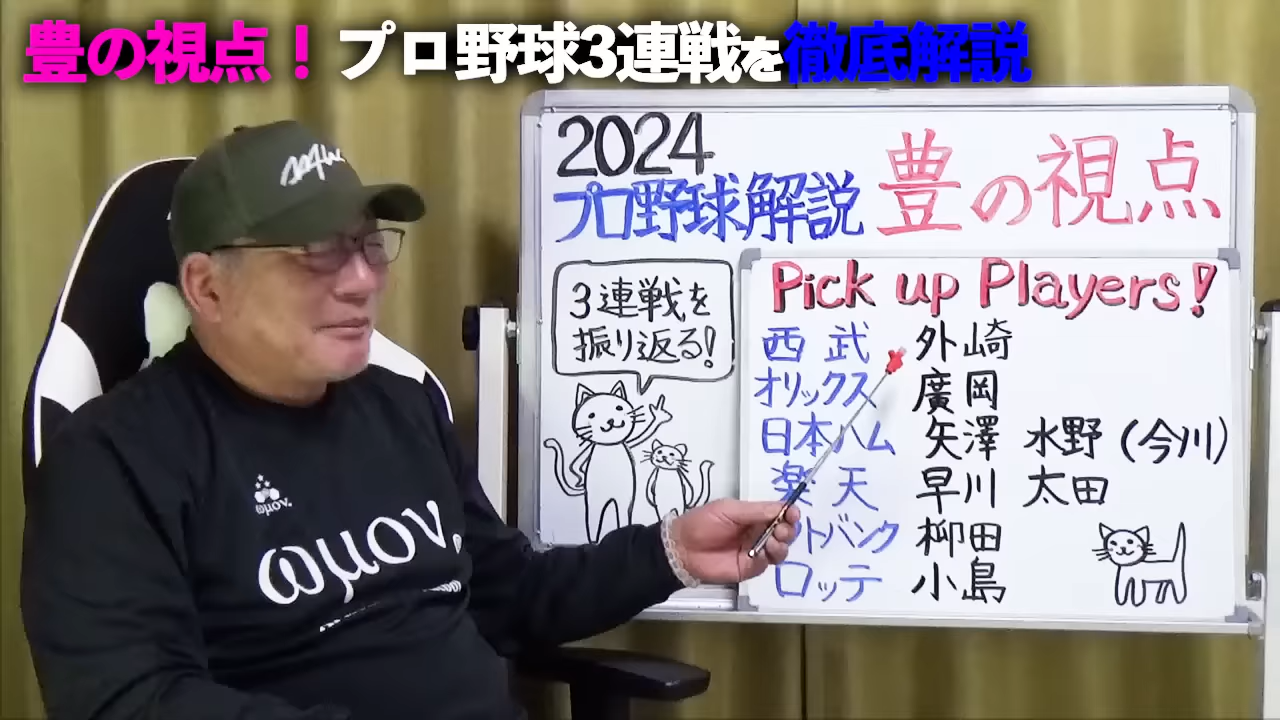 豊の視点！プロ野球3連戦を徹底解説
2024
プロ野球解説 豊の視点
3連戦を
振り返る!
Pick up Players!
西武 外崎
オリックス 廣岡
日本ハム 矢澤 水野 (今川)
楽天 早川 太田
トバンク 柳田
ロッテ 小島
ωμον
ωμον